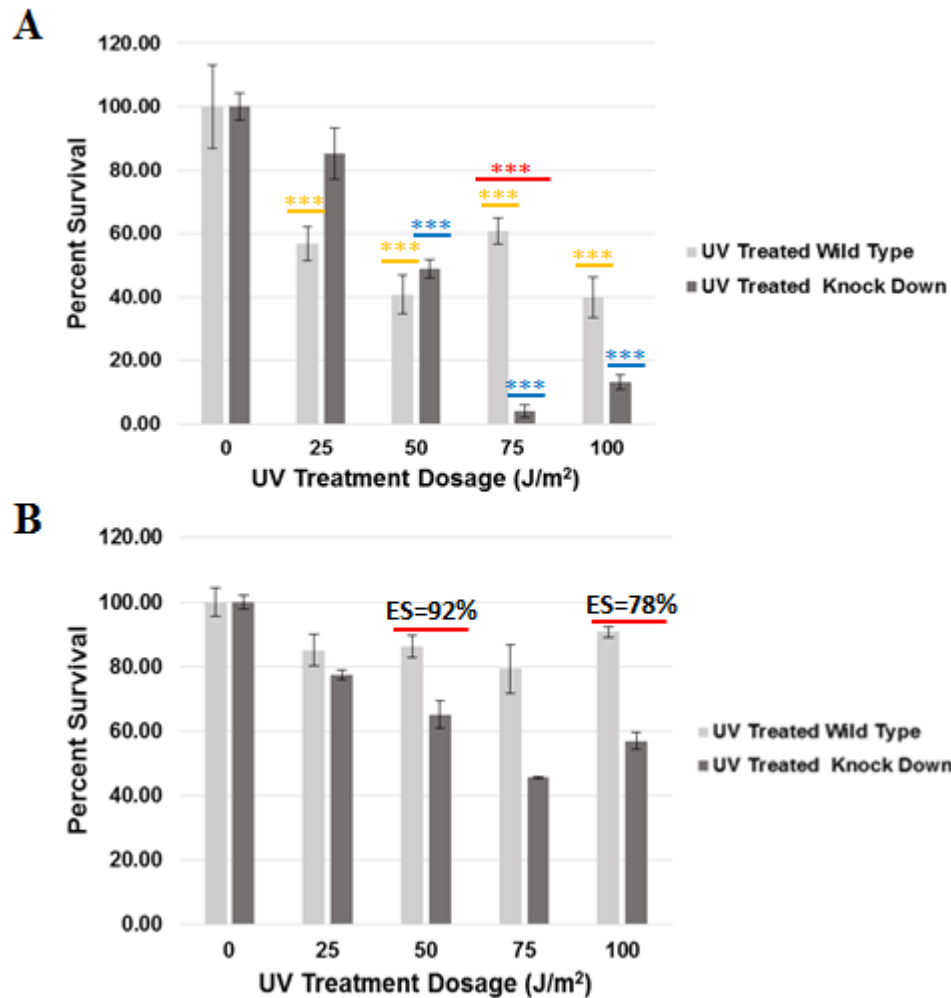 A
120.00
100.00
80.00
60.00
40.00
20.00
0.00
Percent Survival
***
***
***
***
***
***
***
***
0
25
50
75
100
UV Treatment Dosage (J/m²)
UV Treated Wild Type
UV Treated Knock Down
B
120.00
100.00
80.00
60.00
40.00
20.00
0.00
Percent Survival
ES=92%
ES=78%
0
25
50
75
100
UV Treatment Dosage (J/m²)
UV Treated Wild Type
UV Treated Knock Down